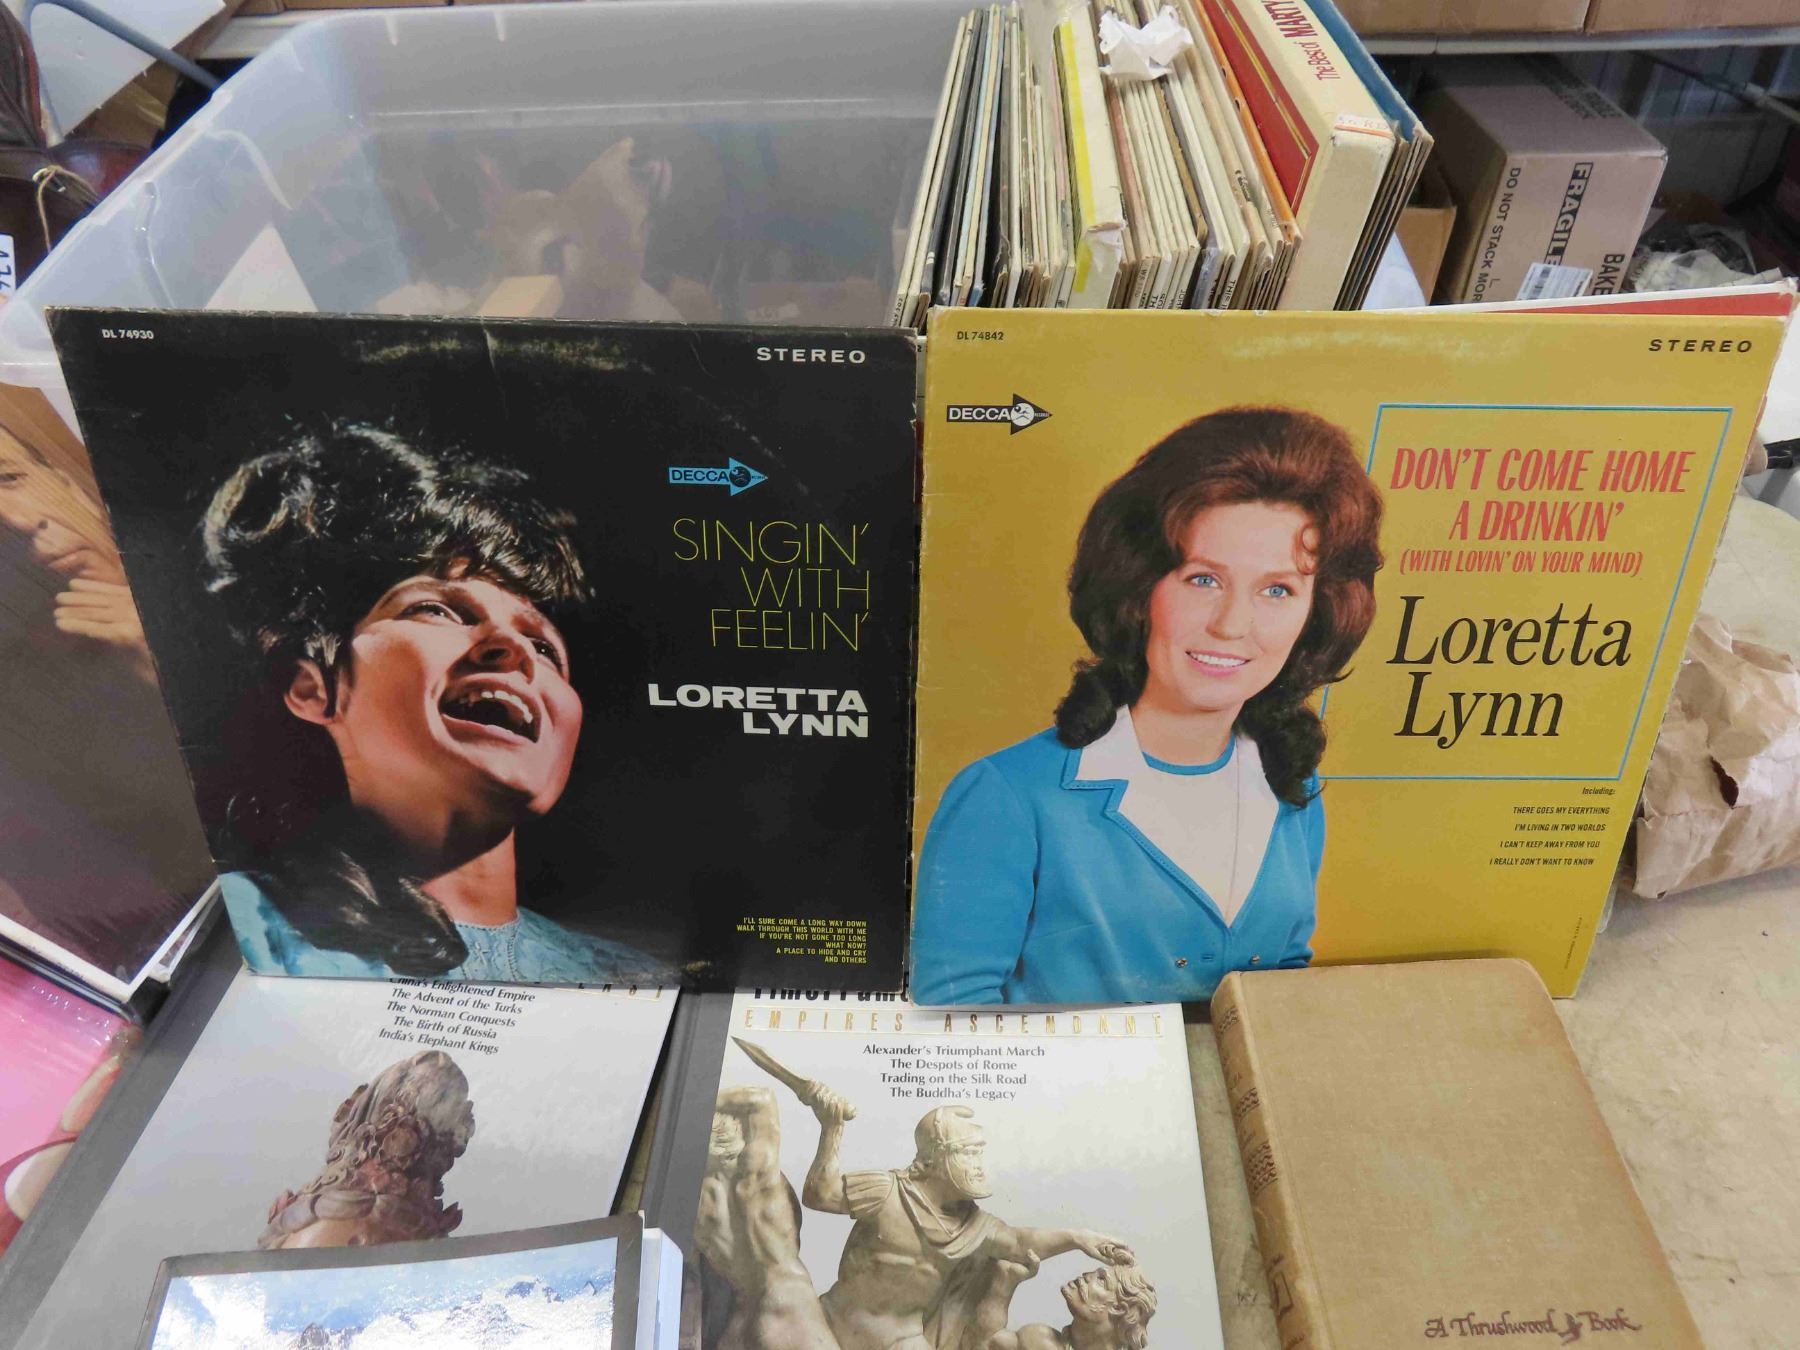 The Best of MARTY
FRAGILE
DO NOT STACK
DL 74930
STEREO
DECCA
SINGIN'
WITH
FEELIN'
LORETTA
LYNN
I'LL SURE COME A LONG WAY DOWN
WALK THROUGH THIS WORLD WITH ME
IF YOU'RE NOT GONE TOO LONG
WHAT NOW?
A PLACE TO HIDE AND CRY
AND OTHERS
DL 74842
STEREO
DECCA
DON'T COME HOME
A DRINKIN'
(WITH LOVIN' ON YOUR MIND)
Loretta
Lynn
Including:
THERE GOES MY EVERYTHING
I'M LIVING IN TWO WORLDS
I CAN'T KEEP AWAY FROM YOU
I REALLY DON'T WANT TO KNOW
China's Enlightened Empire
The Advent of the Turks
The Norman Conquests
The Birth of Russia
India's Elephant Kings
EMPIRES ASCENDANT
Alexander's Triumphant March
The Despots of Rome
Trading on the Silk Road
The Buddha's Legacy
A Thrushwood Book